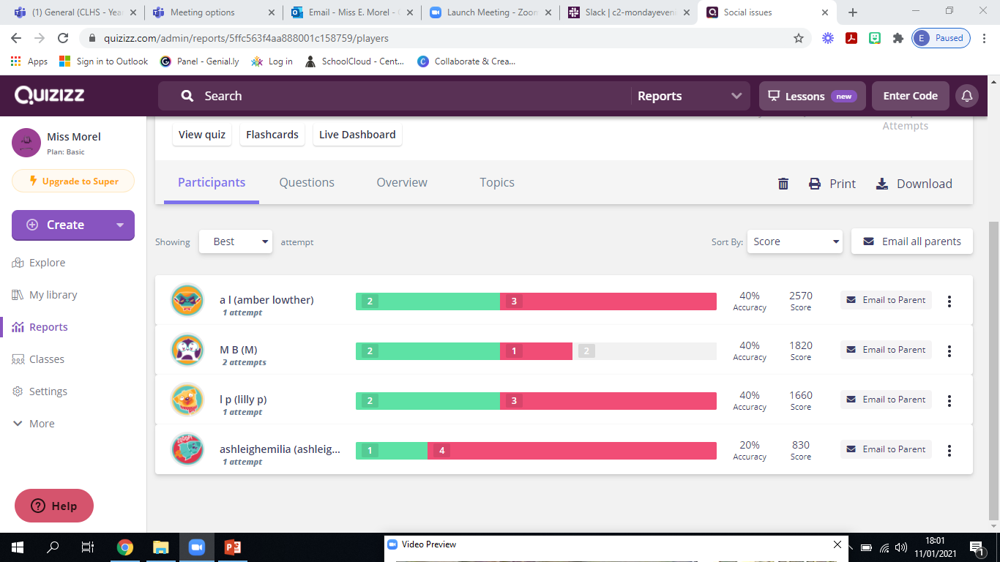 (1) General (CLHS - Yea
Meeting options
Email - Miss E. Morel -
Launch Meeting - Zoom
Slack | c2-mondayeveni
Social issues
quizizz.com/admin/reports/5ffc563f4aa888001c158759/players
E Paused
Apps
Sign in to Outlook
Panel - Genial.ly
Log in
SchoolCloud - Cent...
Collaborate & Crea...
Quizizz
Search
Reports
Lessons new
Enter Code
Miss Morel
Plan: Basic
Upgrade to Super
Create
Explore
My library
Reports
Classes
Settings
More
Help
Attempts
View quiz
Flashcards
Live Dashboard
Participants
Questions
Overview
Topics
Print
Download
Showing Best attempt
Sort By: Score
Email all parents
a l (amber lowther)
1 attempt
2 3
40%
Accuracy
2570
Score
Email to Parent
M B (M)
2 attempts
2 1 2
40%
Accuracy
1820
Score
Email to Parent
l p (lilly p)
1 attempt
2 3
40%
Accuracy
1660
Score
Email to Parent
ashleighemilia (ashleig...
1 attempt
1 4
20%
Accuracy
830
Score
Email to Parent
Video Preview
18:01
11/01/2021
1